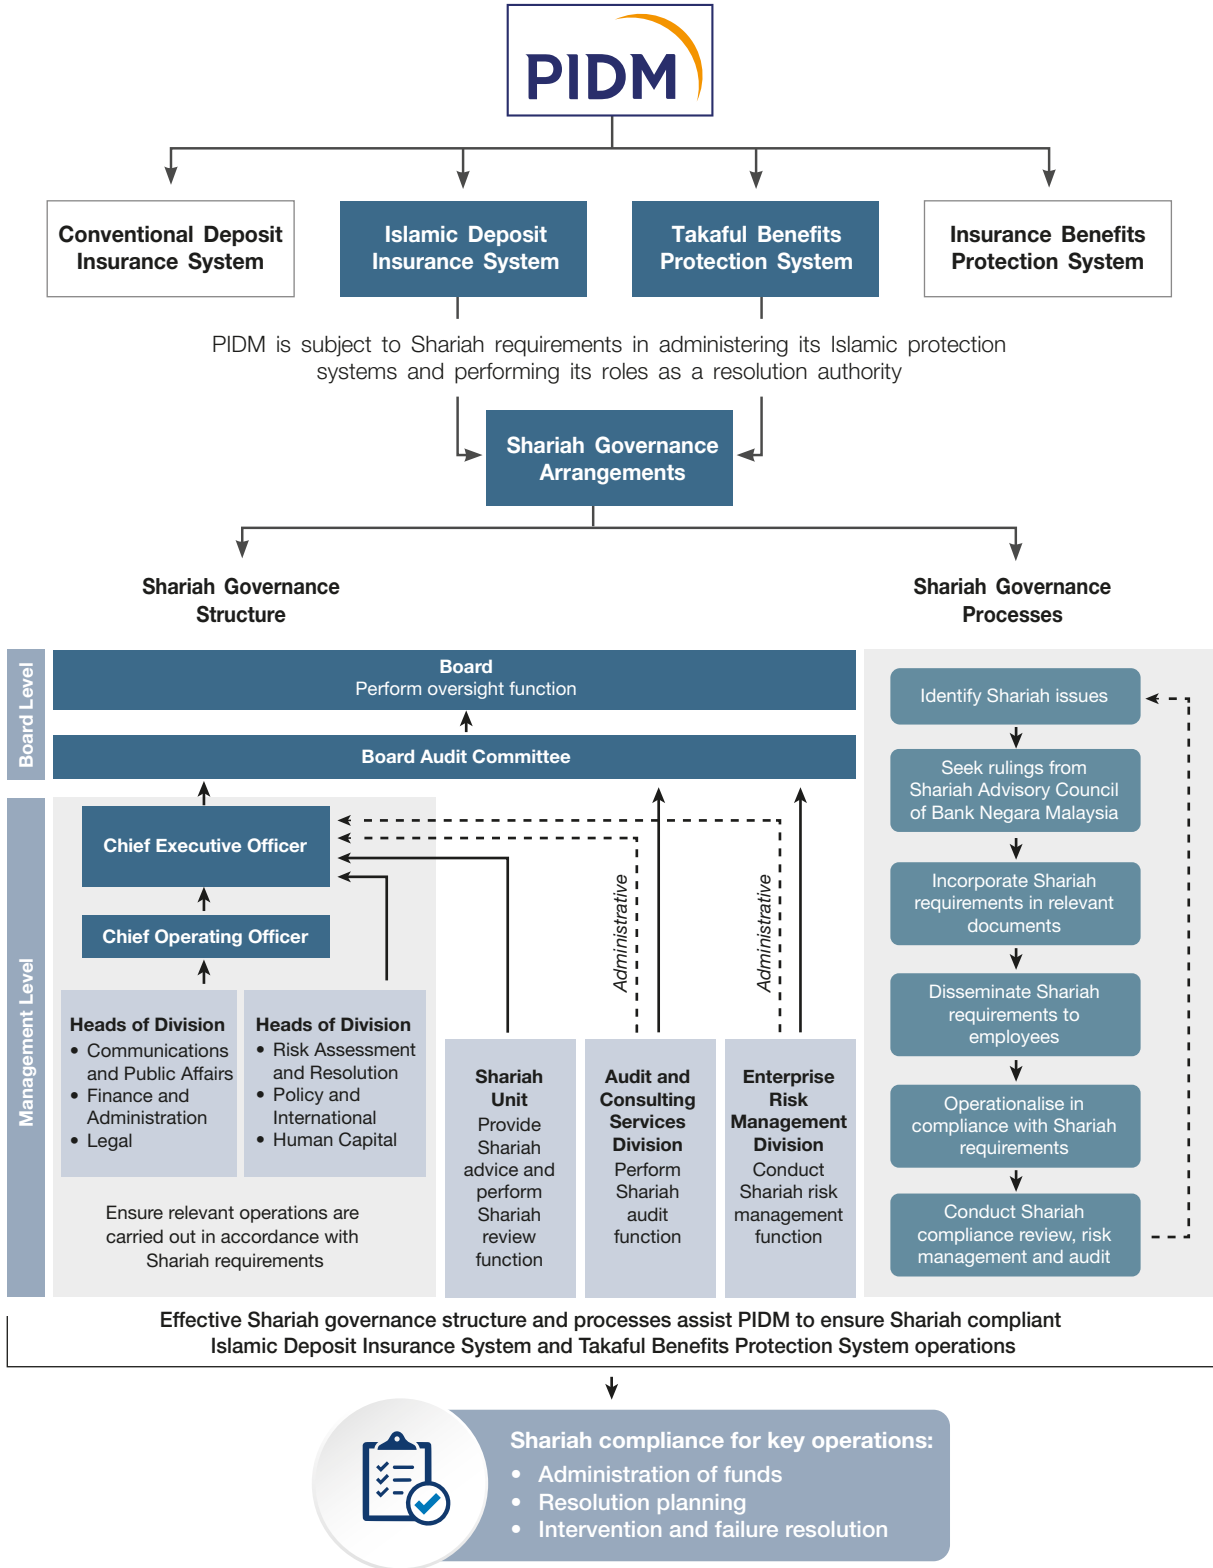 PIDM
Conventional Deposit
Insurance System
Islamic Deposit
Insurance System
Takaful Benefits
Protection System
Insurance Benefits
Protection System
PIDM is subject to Shariah requirements in administering its Islamic protection
systems and performing its roles as a resolution authority
Shariah Governance
Arrangements
Shariah Governance
Structure
Shariah Governance
Processes
Board Level
Board
Perform oversight function
Board Audit Committee
Management Level
Chief Executive Officer
Chief Operating Officer
Heads of Division
• Communications
and Public Affairs
• Finance and
Administration
• Legal
Heads of Division
• Risk Assessment
and Resolution
• Policy and
International
• Human Capital
Ensure relevant operations are
carried out in accordance with
Shariah requirements
Administrative
Administrative
Shariah
Unit
Provide
Shariah
advice and
perform
Shariah
review
function
Audit and
Consulting
Services
Division
Perform
Shariah
audit
function
Enterprise
Risk
Management
Division
Conduct
Shariah risk
management
function
Identify Shariah issues
Seek rulings from
Shariah Advisory Council
of Bank Negara Malaysia
Incorporate Shariah
requirements in relevant
documents
Disseminate Shariah
requirements to
employees
Operationalise in
compliance with Shariah
requirements
Conduct Shariah
compliance review, risk
management and audit
Effective Shariah governance structure and processes assist PIDM to ensure Shariah compliant
Islamic Deposit Insurance System and Takaful Benefits Protection System operations
Shariah compliance for key operations:
• Administration of funds
• Resolution planning
• Intervention and failure resolution